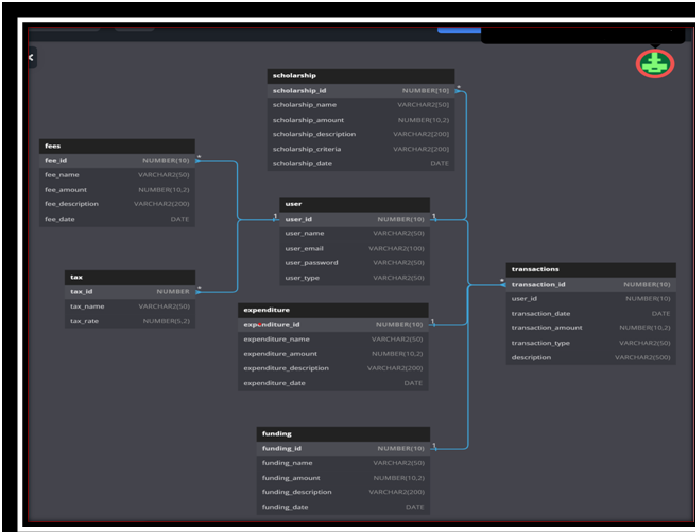 scholarship
scholarship_id NUMBER(10)
scholarship_name VARCHAR2(50)
scholarship_amount NUMBER(10,2)
scholarship_description VARCHAR2(200)
scholarship_criteria VARCHAR2(200)
scholarship_date DATE
fees
fee_id NUMBER(10)
fee_name VARCHAR2(50)
fee_amount NUMBER(10,2)
fee_description VARCHAR2(200)
fee_date DATE
user
user_id NUMBER(10)
user_name VARCHAR2(50)
user_email VARCHAR2(100)
user_password VARCHAR2(50)
user_type VARCHAR2(50)
tax
tax_id NUMBER
tax_name VARCHAR2(50)
tax_rate NUMBER(5,2)
transactions
transaction_id NUMBER(10)
user_id NUMBER(10)
transaction_date DATE
transaction_amount NUMBER(10,2)
transaction_type VARCHAR2(50)
description VARCHAR2(500)
expenditure
expenditure_id NUMBER(10)
expenditure_name VARCHAR2(50)
expenditure_amount NUMBER(10,2)
expenditure_description VARCHAR2(200)
expenditure_date DATE
funding
funding_id NUMBER(10)
funding_name VARCHAR2(50)
funding_amount NUMBER(10,2)
funding_description VARCHAR2(200)
funding_date DATE
*
*
1
1
*
*
1
1